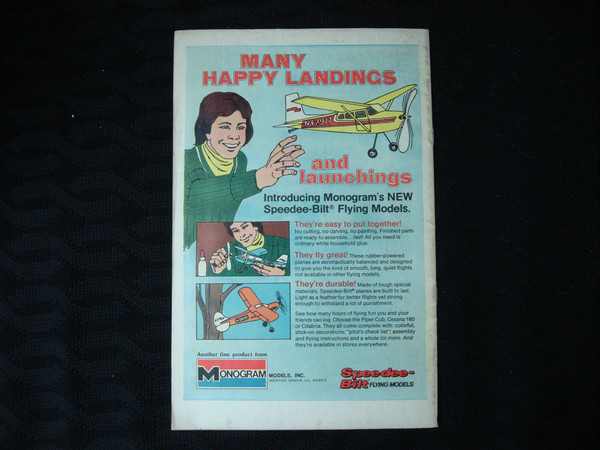 MANY
HAPPY LANDINGS
and
launchings
Introducing Monogram's NEW
Speedee-Bilt® Flying Models.
They're easy to put together!
No cutting, no carving, no painting. Finished parts
are ready to assemble...fast! All you need is
ordinary white household glue.
They fly great! These rubber-powered
planes are aeronautically balanced and designed
to give you the kind of smooth, long, quiet flights
not available in other flying models.
They're durable! Made of tough special
materials, Speedee-Bilt® planes are built to last.
Light as a feather for better flights yet strong
enough to withstand a lot of punishment.
See how many hours of flying fun you and your
friends can log. Choose the Piper Cub, Cessna 180
or Citabria. They all come complete with: colorful,
stick-on decorations; "pilot's check list"; assembly
and flying instructions and a whole lot more. And
they're available in stores everywhere.
Another fine product from
MONOGRAM MODELS, INC.
MORTON GROVE, ILL. 60053
Speedee-
Bilt FLYING MODELS